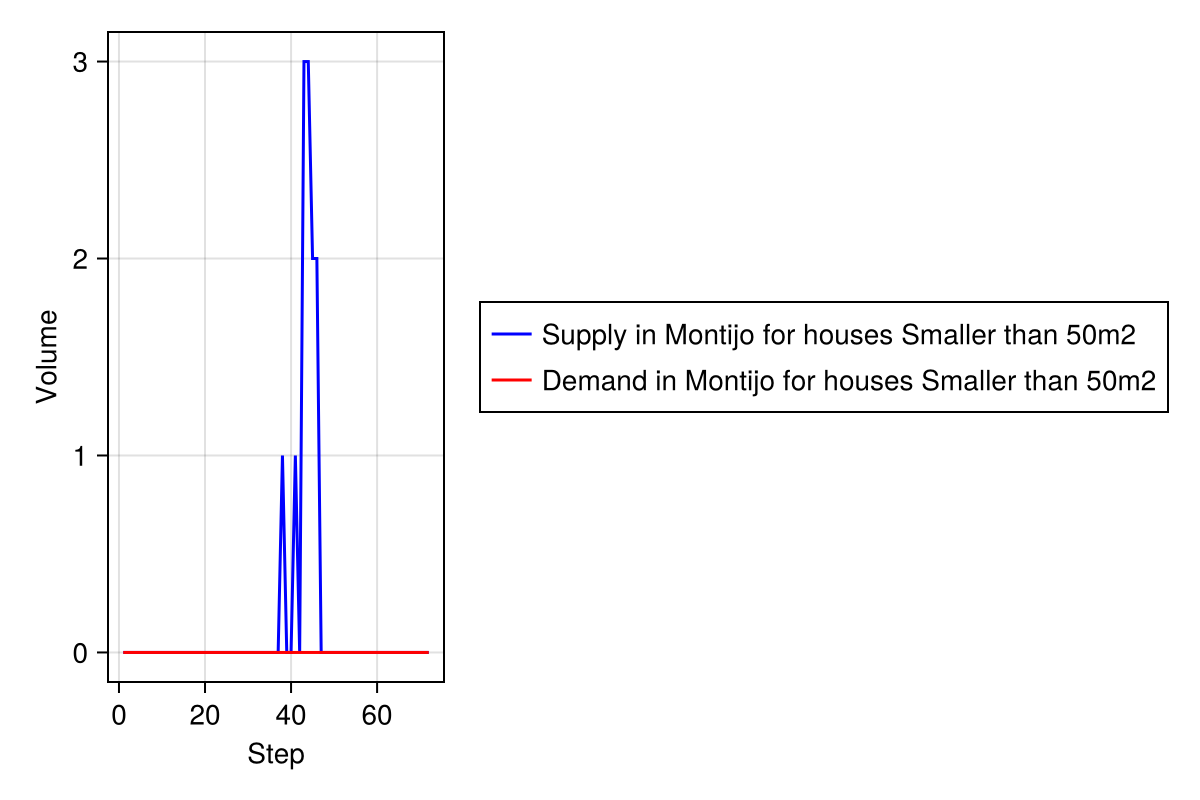 3
2
1
0
Volume
0 20 40 60
Step
Supply in Montijo for houses Smaller than 50m2
Demand in Montijo for houses Smaller than 50m2